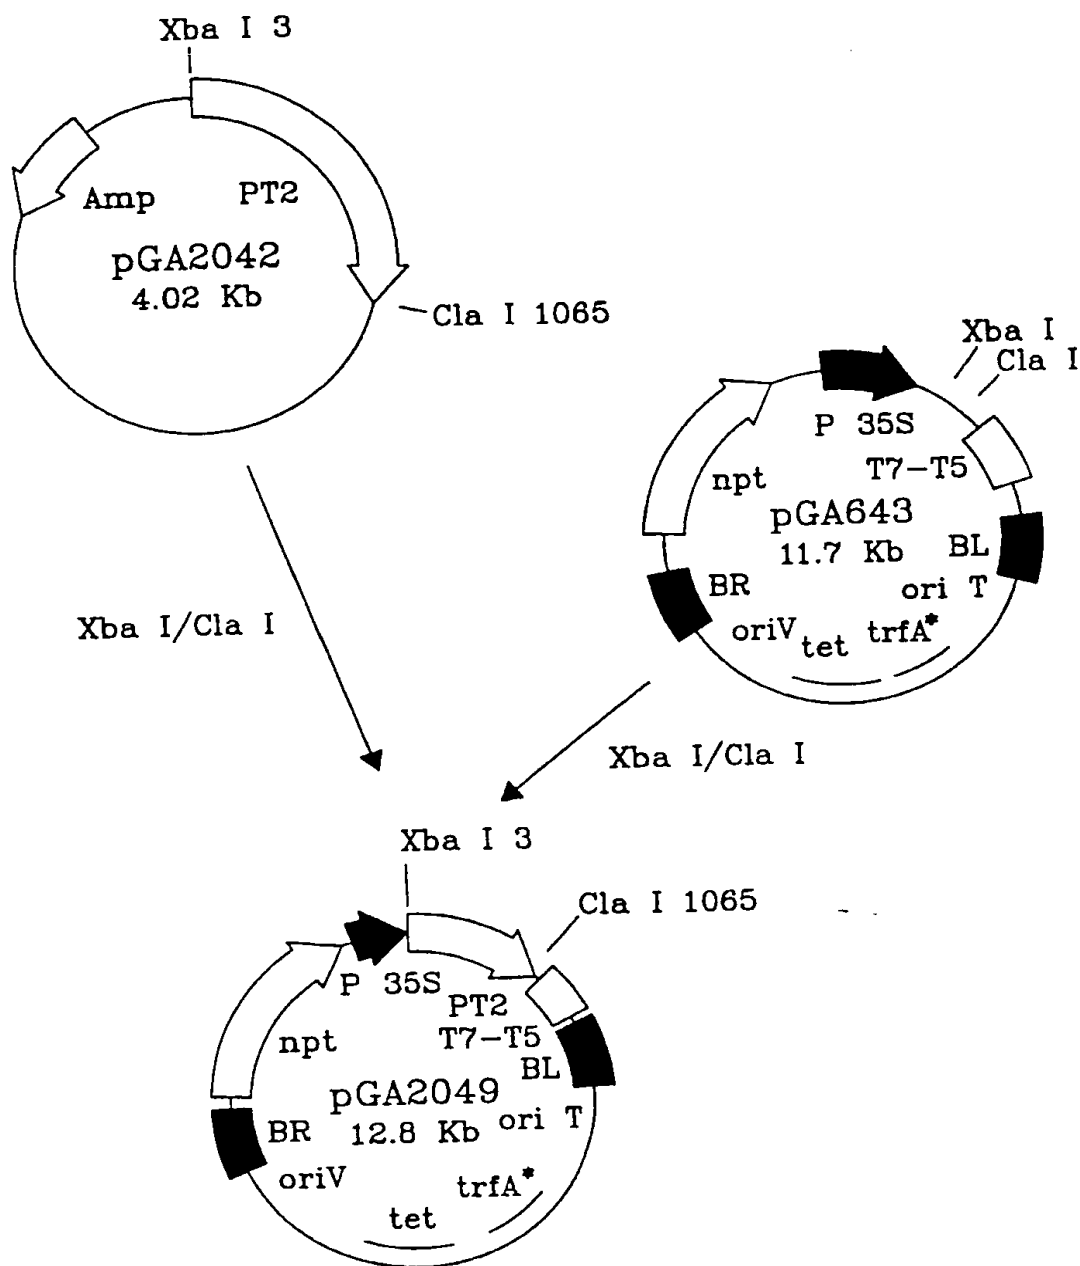 Xba I 3
Amp PT2
pGA2042
4.02 Kb
Cla I 1065
Xba I
Cla I
P 35S
T7-T5
npt
pGA643
11.7 Kb
BL
BR
ori T
oriV
tet
trfA*
Xba I/Cla I
Xba I/Cla I
Xba I 3
Cla I 1065
P 35S
PT2
T7-T5
npt
BL
pGA2049
BR
12.8 Kb
ori T
oriV
trfA*
tet